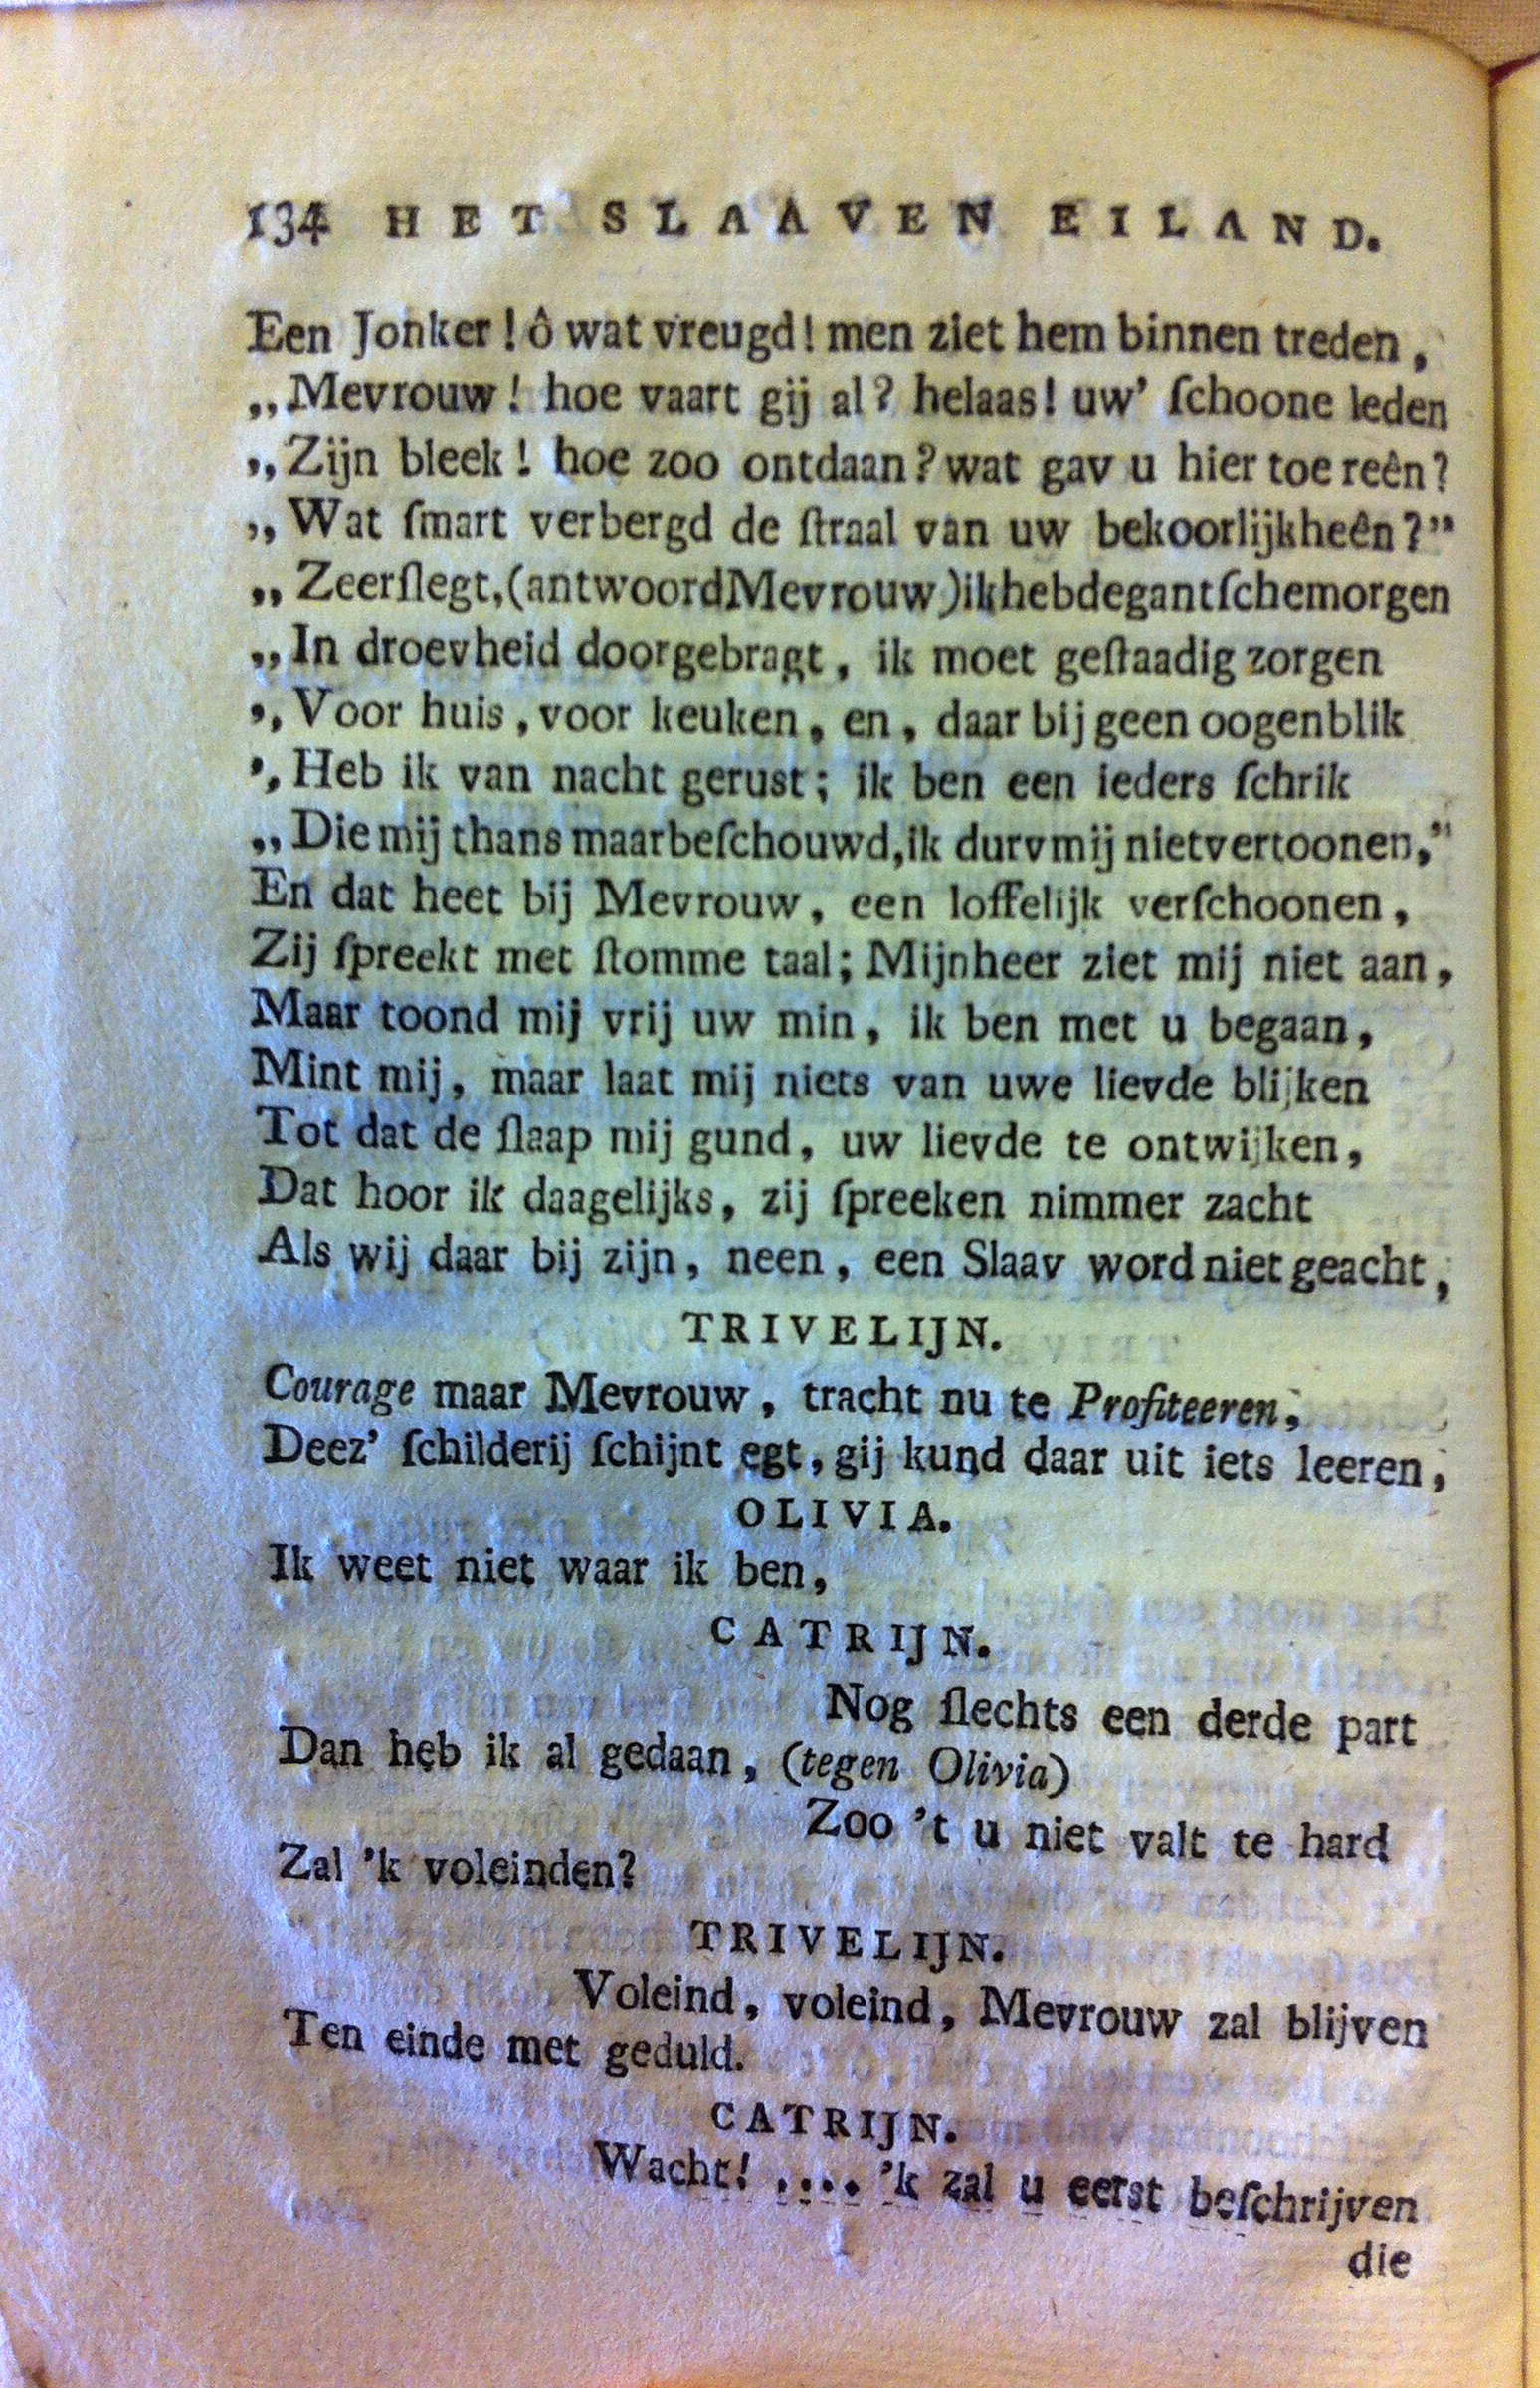 134 HET SLAAVEN EILAND.
Een Jonker! ô wat vreugd! men ziet hem binnen treden,
„Mevrouw! hoe vaart gij al? helaas! uw’ ſchoone leden
„Zijn bleek! hoe zoo ontdaan? wat gav u hier toe reên?
„Wat ſmart verbergd de ſtraal van uw bekoorlijkheên?”
„Zeer ſlegt, (antwoord Mevrouw) ik heb de gantſche morgen
„In droevheid doorgebragt, ik moet geſtaadig zorgen
„Voor huis, voor keuken, en, daar bij geen oogenblik
„Heb ik van nacht gerust; ik ben een ieders ſchrik
„Die mij thans maar beſchouwd, ik durv mij niet vertoonen,”
En dat heet bij Mevrouw, een loffelijk verſchoonen,
Zij ſpreekt met ſtomme taal; Mijnheer ziet mij niet aan,
Maar toond mij vrij uw min, ik ben met u begaan,
Mint mij, maar laat mij niets van uwe lievde blijken
Tot dat de ſlaap mij gund, uw lievde te ontwijken,
Dat hoor ik daagelijks, zij ſpreeken nimmer zacht
Als wij daar bij zijn, neen, een Slaav word niet geacht,
TRIVELIJN.
Courage maar Mevrouw, tracht nu te Profiteeren,
Deez’ ſchilderij ſchijnt egt, gij kund daar uit iets leeren,
OLIVIA.
Ik weet niet waar ik ben,
CATRIJN.
Nog ſlechts een derde part
Dan heb ik al gedaan, (tegen Olivia)
Zoo ’t u niet valt te hard
Zal ’k voleinden?
TRIVELIJN.
Voleind, voleind, Mevrouw zal blijven
Ten einde met geduld.
CATRIJN.
Wacht! .... ’k zal u eerst beſchrijven
die